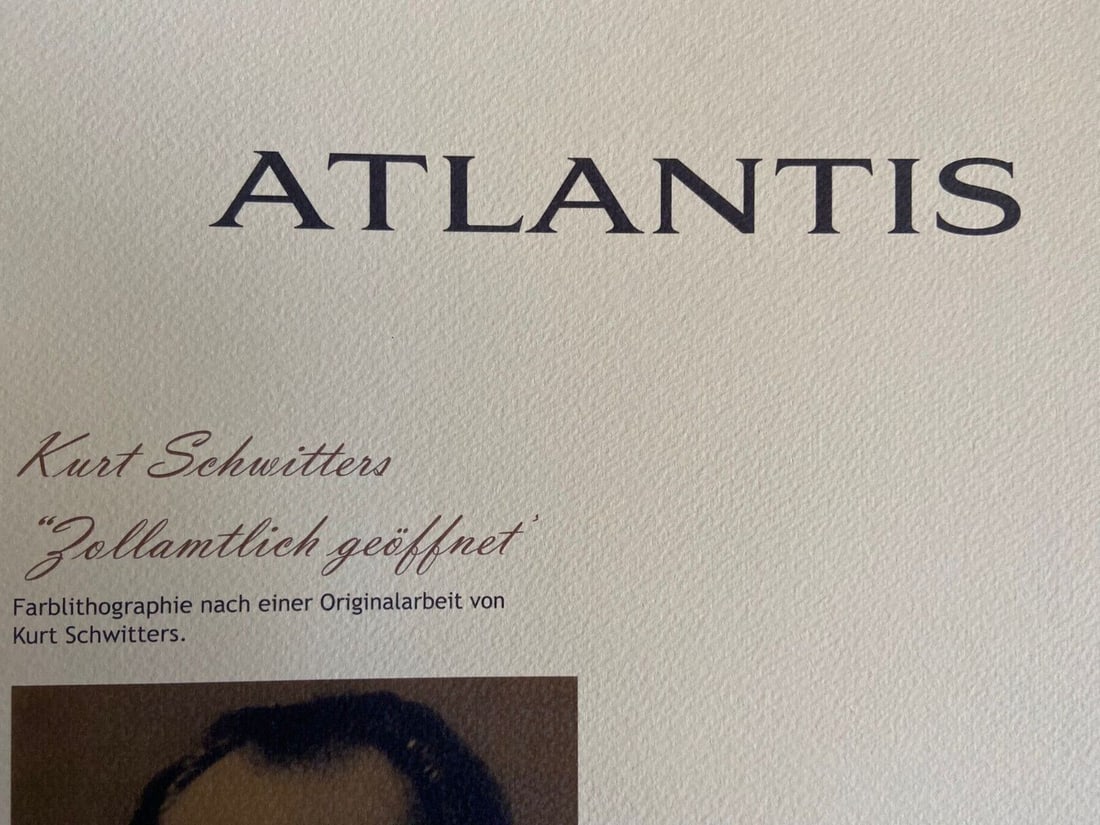 ATLANTIS
Kurt Schwitters
“Zollamtlich geöffnet’
Farblithographie nach einer Originalarbeit von
Kurt Schwitters.